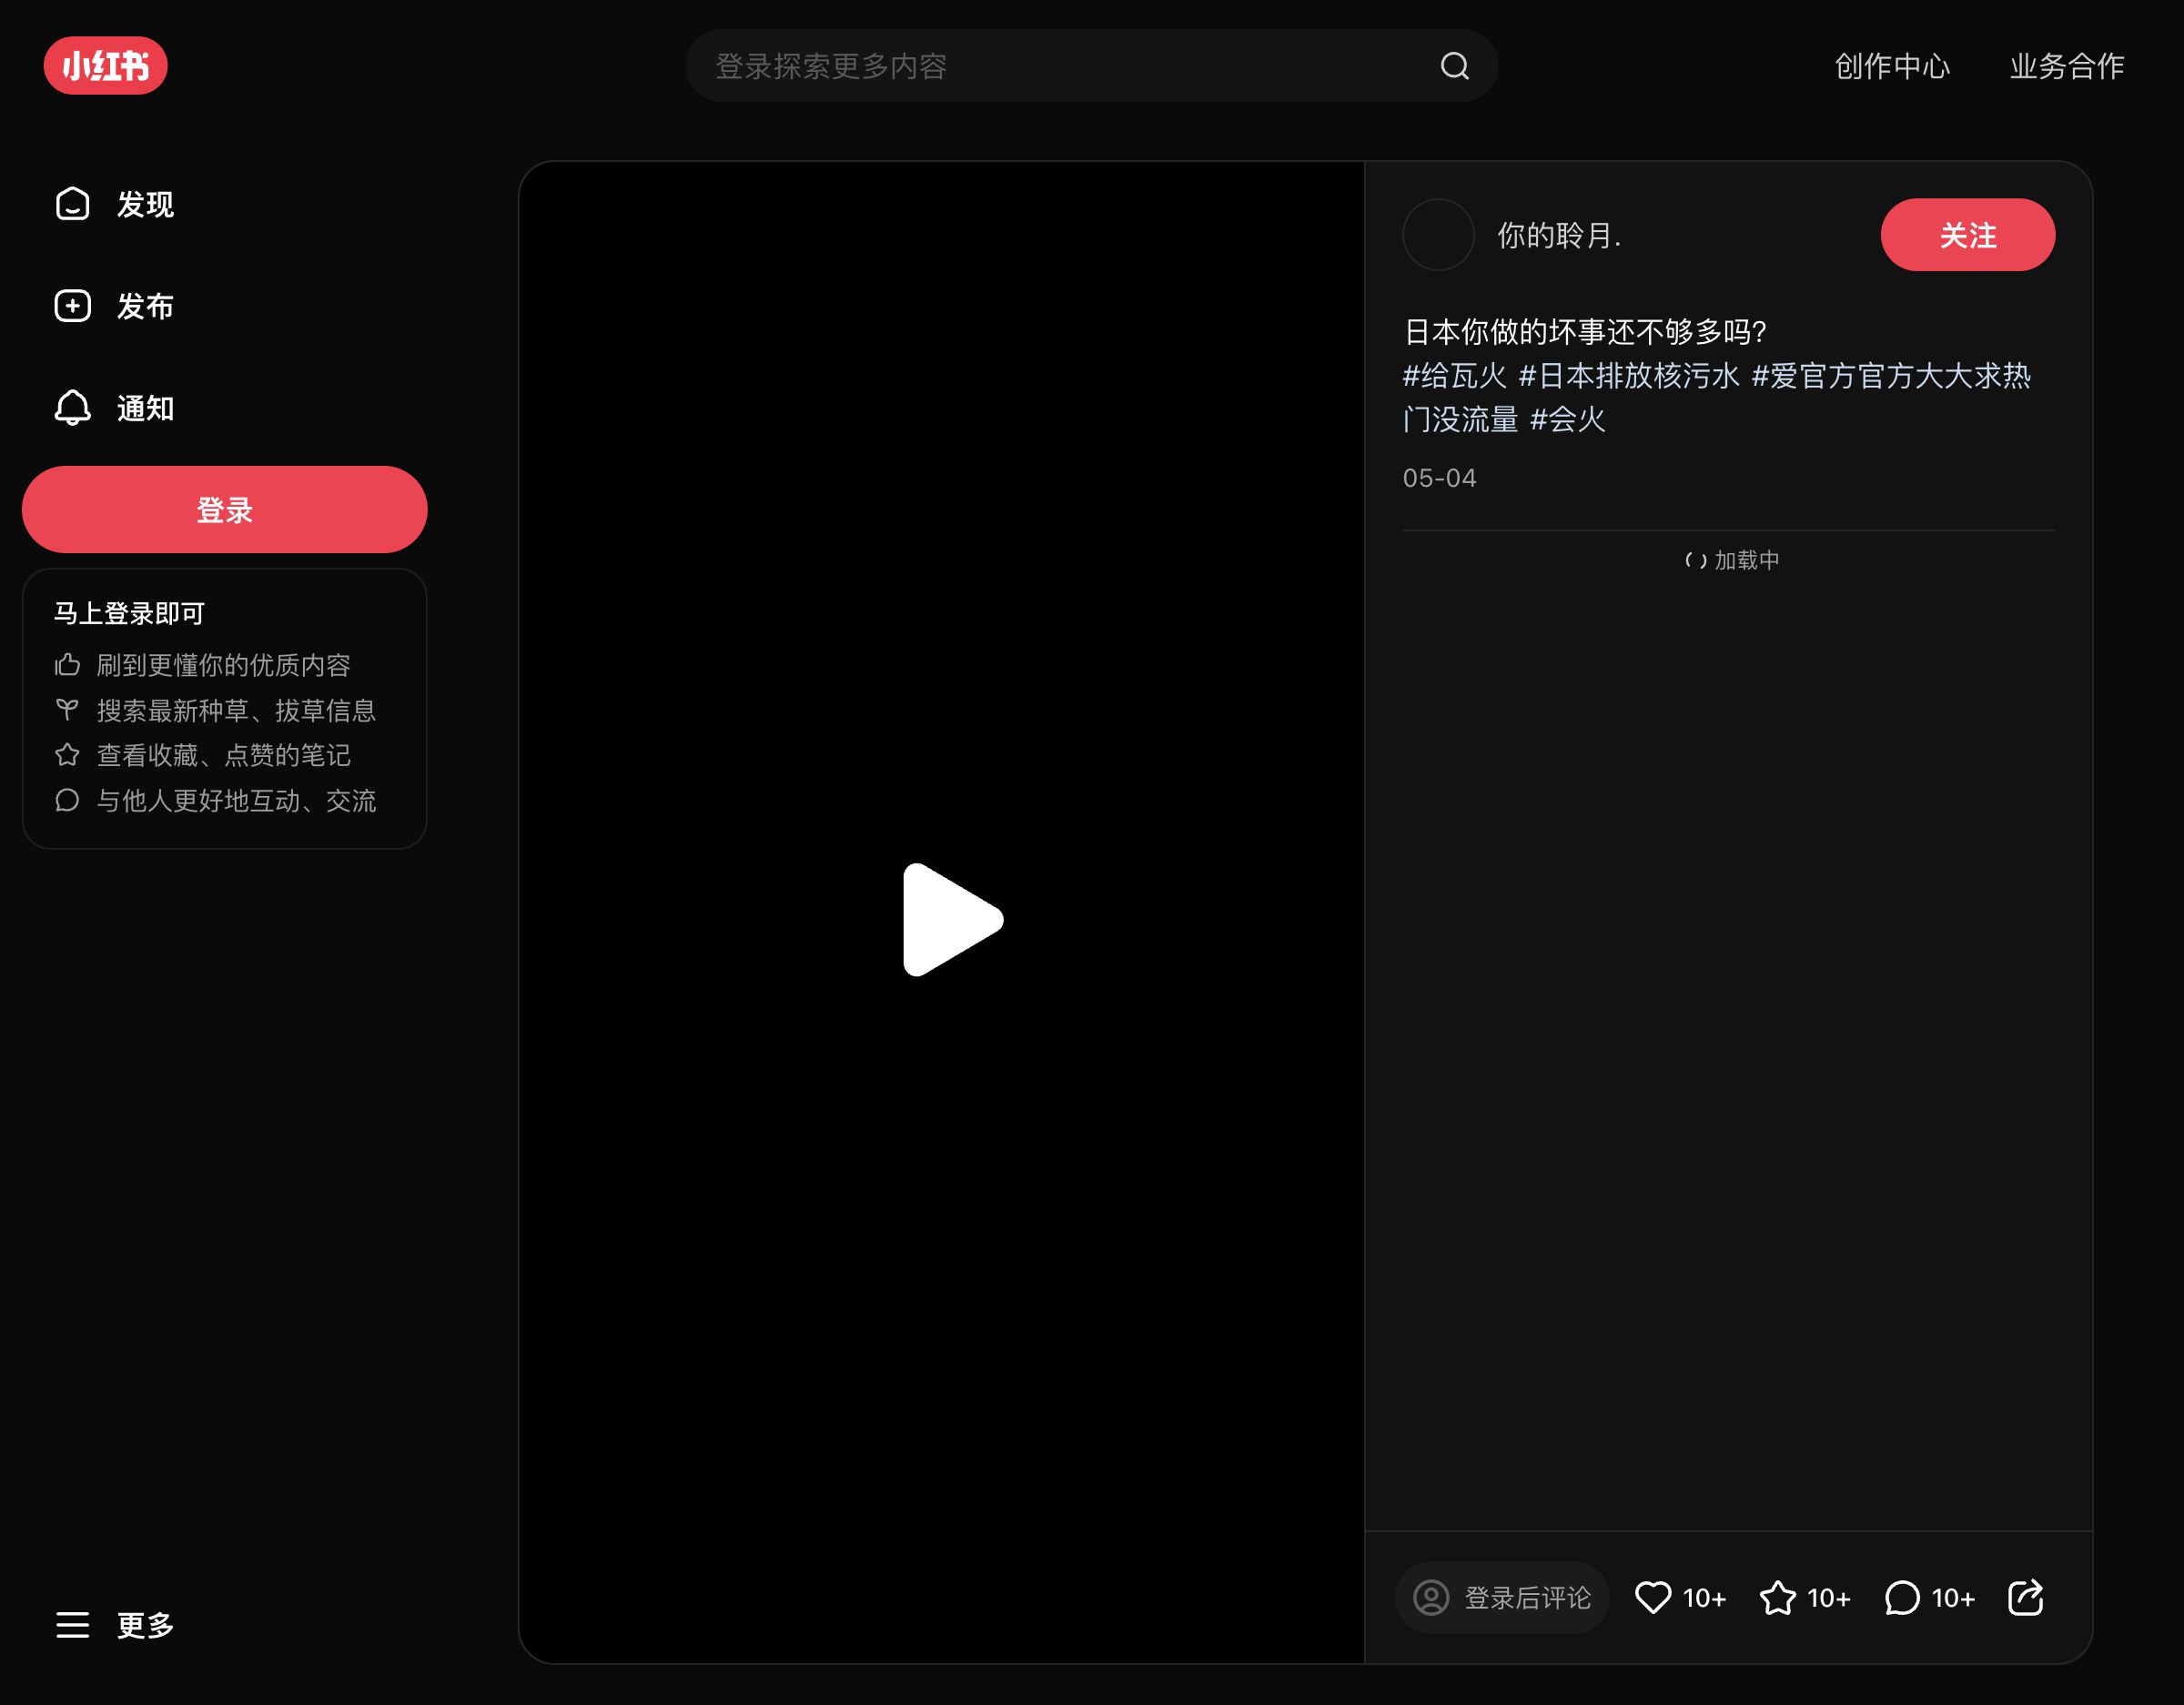 小红书
登录探索更多内容
创作中心
业务合作
发现
发布
通知
登录
马上登录即可
刷到更懂你的优质内容
搜索最新种草、拔草信息
查看收藏、点赞的笔记
与他人更好地互动、交流
更多
你的聆月.
关注
日本你做的坏事还不够多吗?
#给瓦火 #日本排放核污水 #爱官方官方大大求热
门没流量 #会火
05-04
加载中
登录后评论
10+
10+
10+